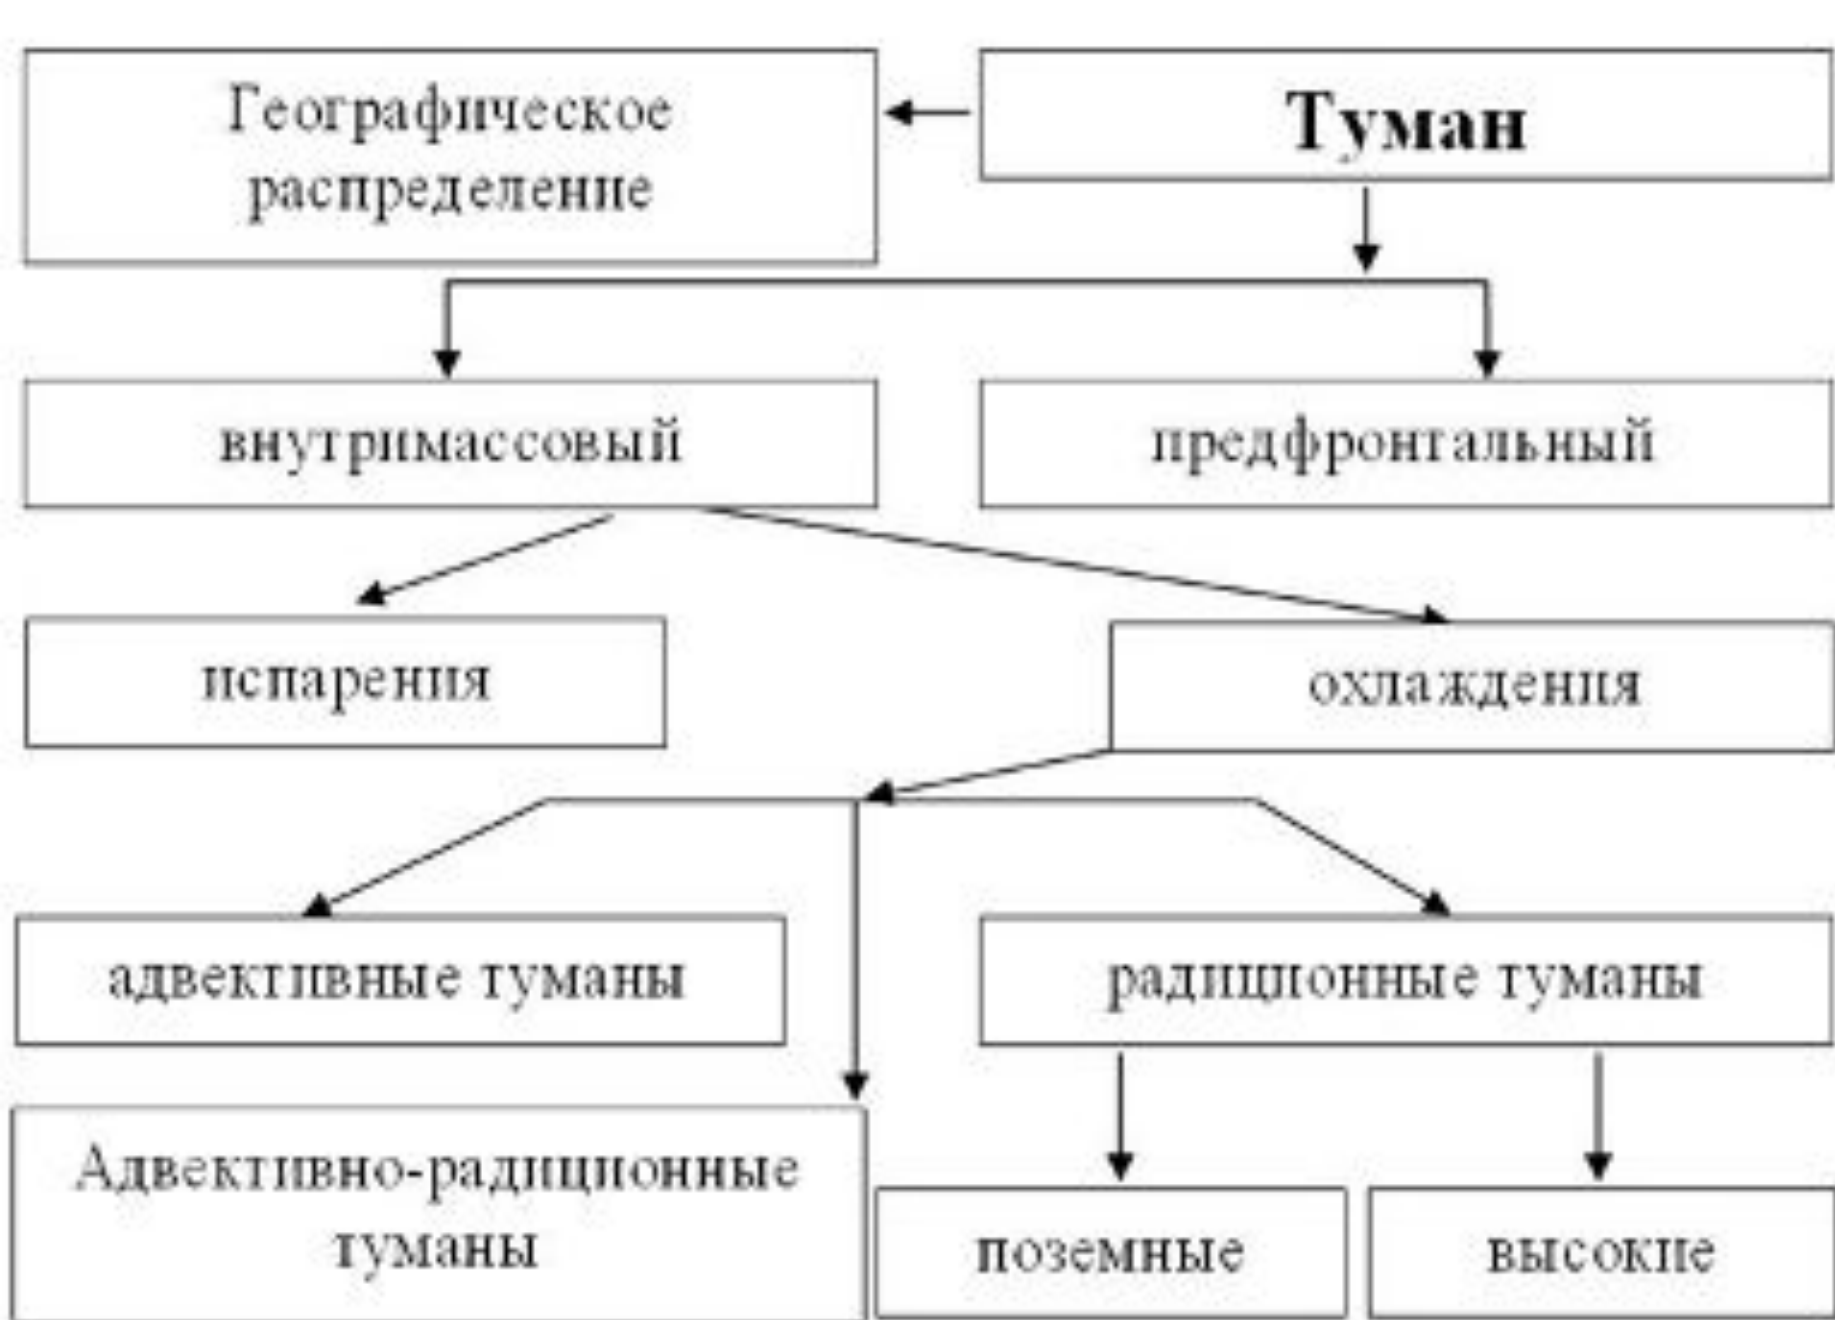 Географическое
распределение
Туман
внутримассовый
предфронтальный
испарения
охлаждения
адвективные туманы
радиционные туманы
Адвективно-радиционные
туманы
поземные
высокие